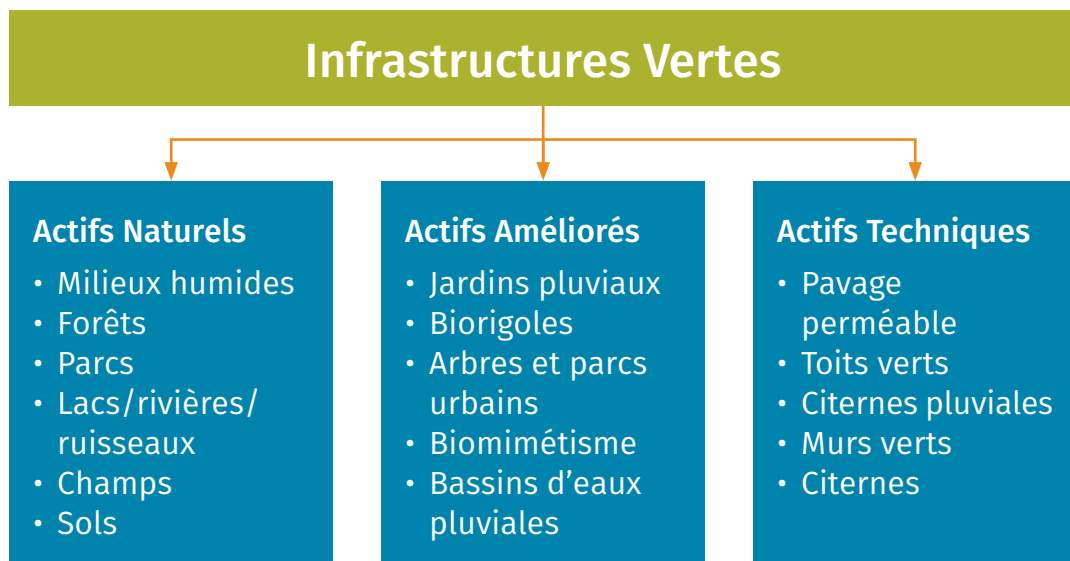 Infrastructures Vertes
Actifs Naturels
• Milieux humides
• Forêts
• Parcs
• Lacs/rivières/
ruisseaux
• Champs
• Sols
Actifs Améliorés
• Jardins pluviaux
• Biorigoles
• Arbres et parcs
urbains
• Biomimétisme
• Bassins d’eaux
pluviales
Actifs Techniques
• Pavage
perméable
• Toits verts
• Citernes pluviales
• Murs verts
• Citernes